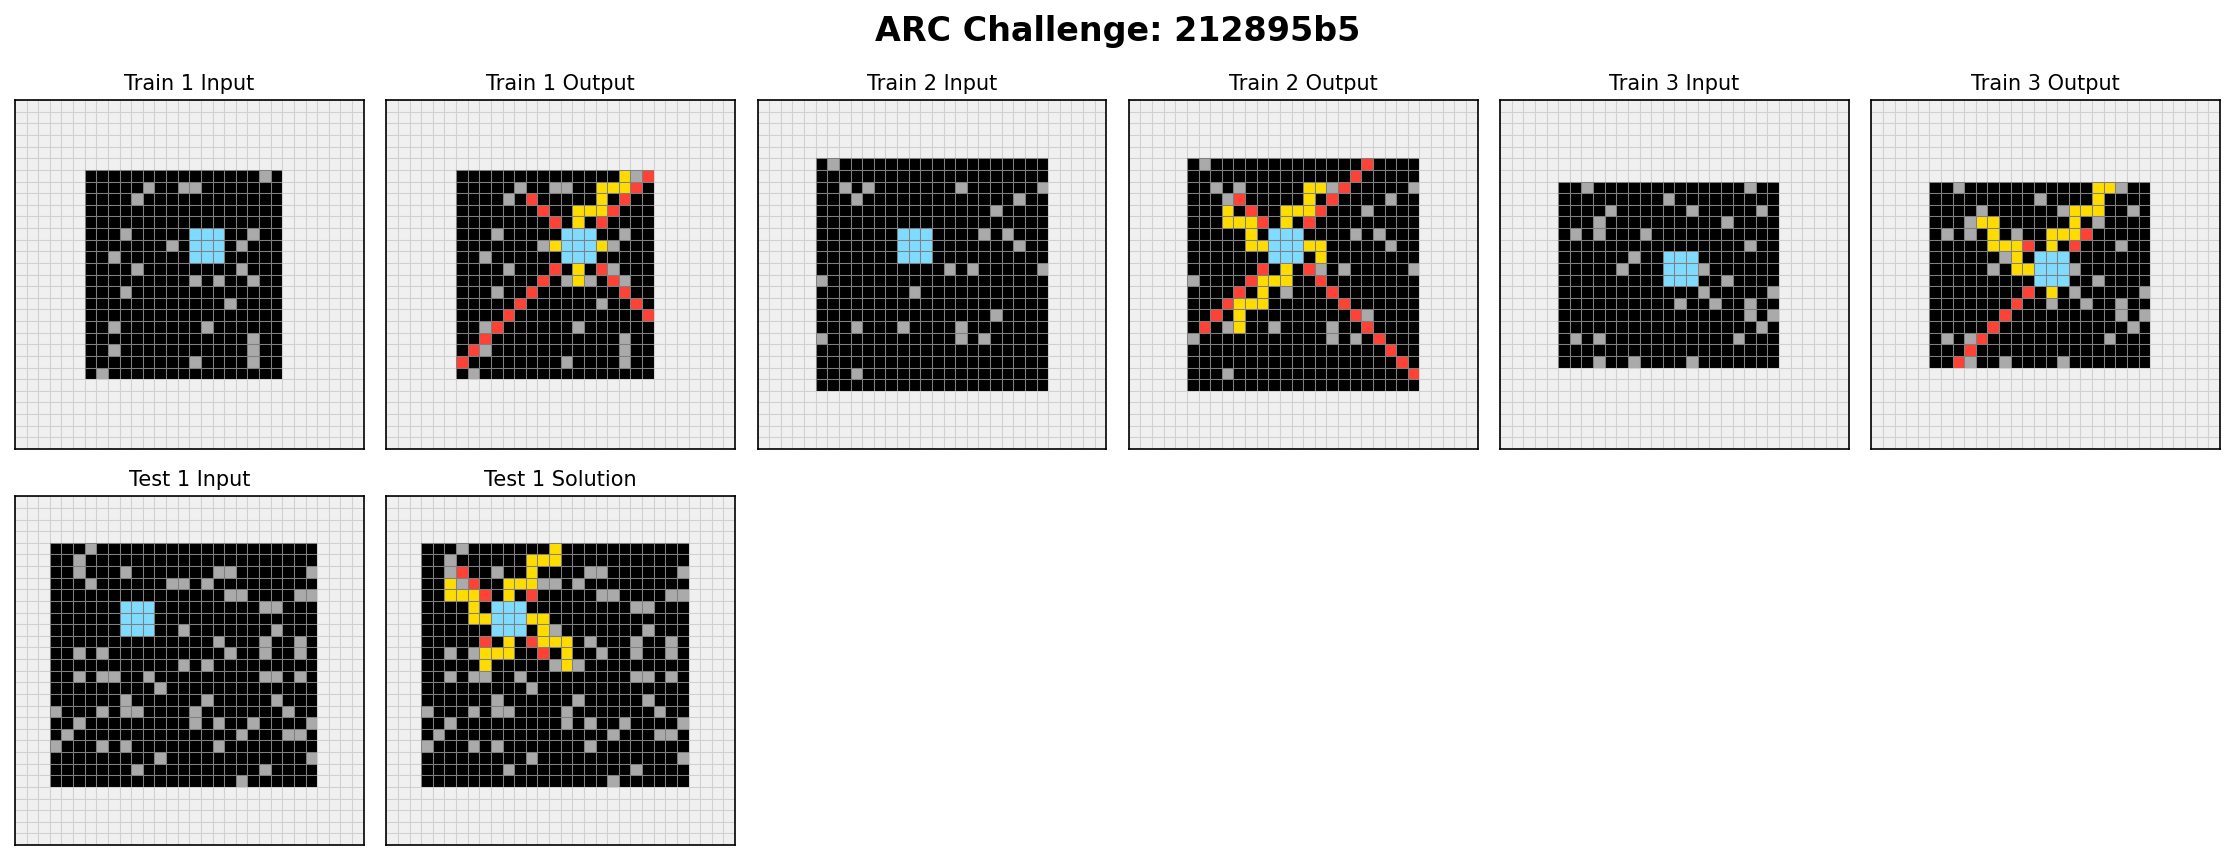 ARC Challenge: 212895b5
Train 1 Input
Train 1 Output
Train 2 Input
Train 2 Output
Train 3 Input
Train 3 Output
Test 1 Input
Test 1 Solution